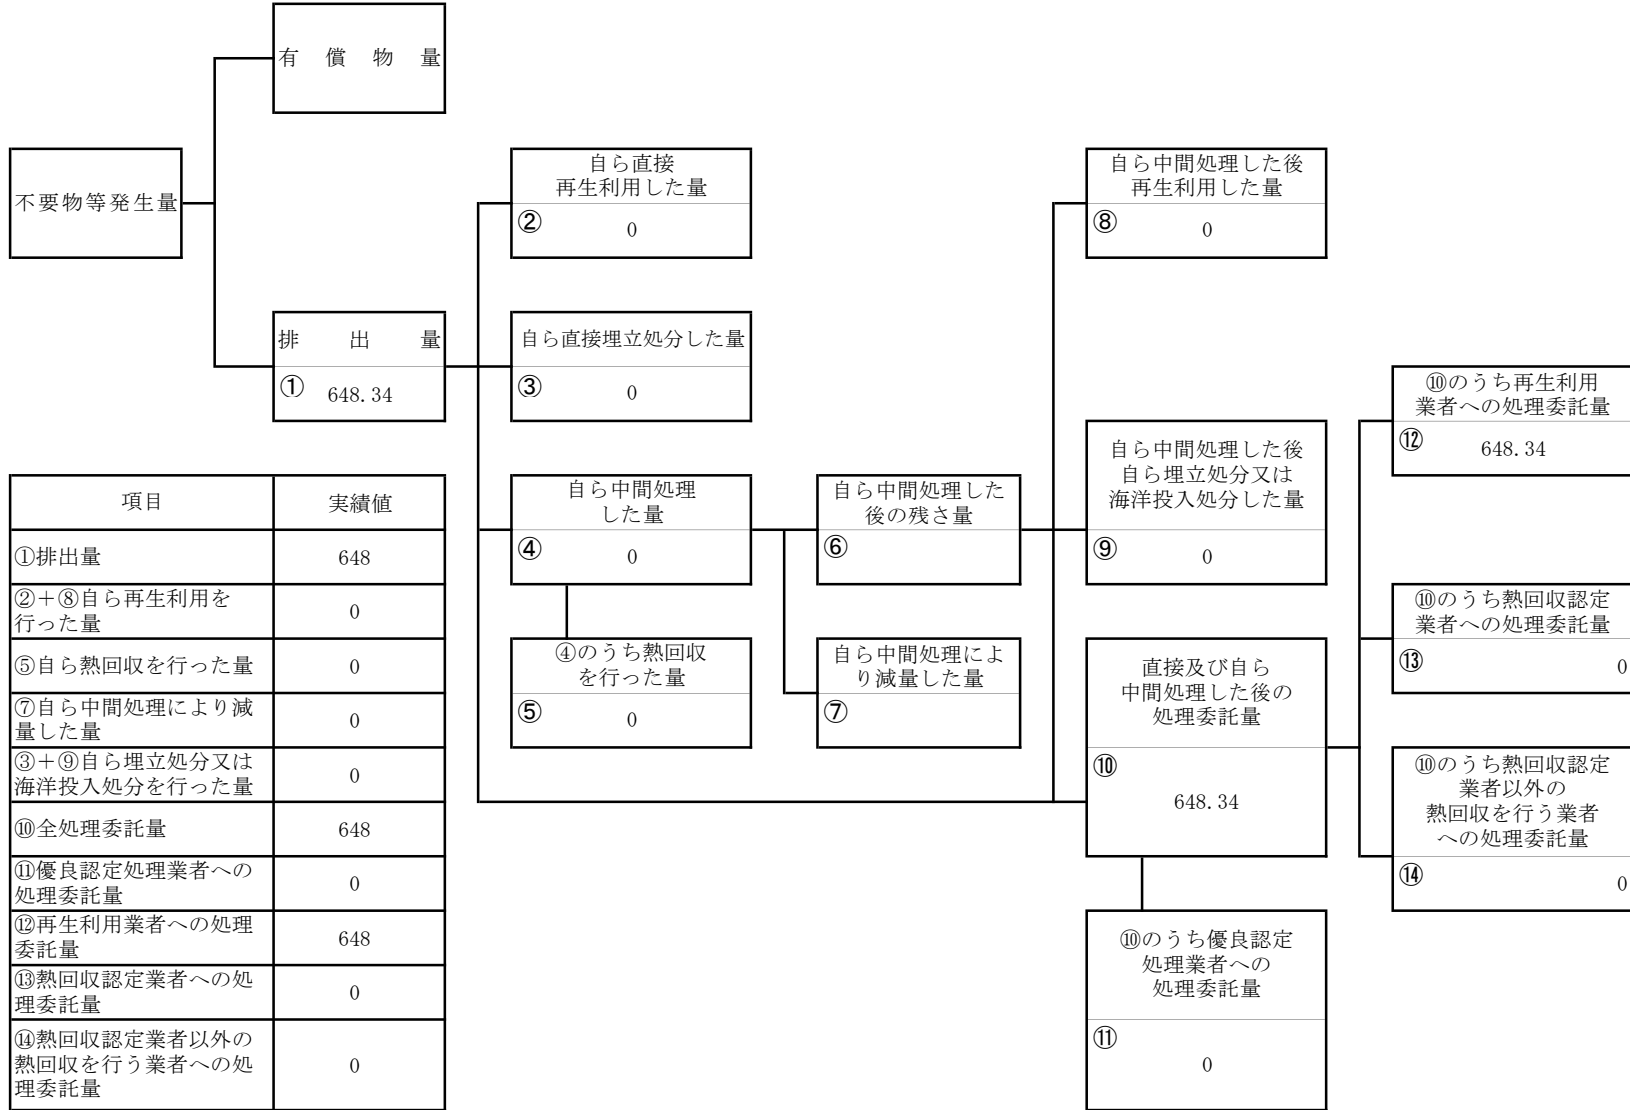 有償物量
不要物等発生量
自ら直接
再生利用した量
② 0
自ら中間処理した後
再生利用した量
⑧ 0
排出量
① 648.34
自ら直接埋立処分した量
③ 0
⑩のうち再生利用
業者への処理委託量
⑫ 648.34
自ら中間処理
した量
④ 0
自ら中間処理した
後の残さ量
⑥
自ら中間処理した後
自ら埋立処分又は
海洋投入処分した量
⑨ 0
④のうち熱回収
を行った量
⑤ 0
自ら中間処理によ
り減量した量
⑦
直接及び自ら
中間処理した後の
処理委託量
⑩
648.34
⑩のうち熱回収認定
業者への処理委託量
⑬ 0
⑩のうち熱回収認定
業者以外の
熱回収を行う業者
への処理委託量
⑭ 0
⑩のうち優良認定
処理業者への
処理委託量
⑪
0
項目 実績値
①排出量 648
②+⑧自ら再生利用を
行った量 0
⑤自ら熱回収を行った量 0
⑦自ら中間処理により減
量した量 0
③+⑨自ら埋立処分又は
海洋投入処分を行った量 0
⑩全処理委託量 648
⑪優良認定処理業者への
処理委託量 0
⑫再生利用業者への処理
委託量 648
⑬熱回収認定業者への処
理委託量 0
⑭熱回収認定業者以外の
熱回収を行う業者への処
理委託量 0